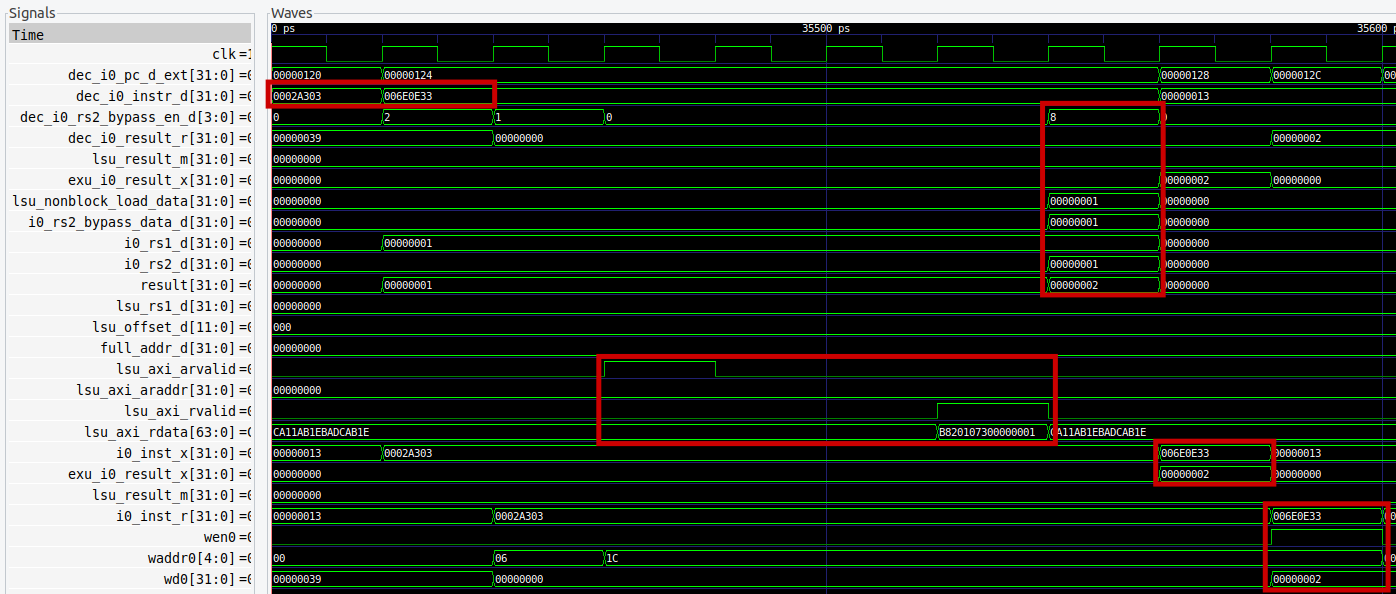 Signals Waves
Time 0 ps 35500 ps 35600 p
clk =1
dec_i0_pc_d_ext[31:0] =0 00000120 00000124 00000128 0000012C 00
dec_i0_instr_d[31:0] =0 0002A303 006E0E33 00000013
dec_i0_rs2_bypass_en_d[3:0] =0 0 2 1 0 8 0
dec_i0_result_r[31:0] =0 00000039 00000000 00000002
lsu_result_m[31:0] =0 00000000
exu_i0_result_x[31:0] =0 00000000 00000002 00000000
lsu_nonblock_load_data[31:0] =0 00000000 00000001 00000000
i0_rs2_bypass_data_d[31:0] =0 00000000 00000001 00000000
i0_rs1_d[31:0] =0 00000000 00000001 00000000
i0_rs2_d[31:0] =0 00000000 00000001 00000000
result[31:0] =0 00000000 00000001 00000002 00000000
lsu_rs1_d[31:0] =0 00000000
lsu_offset_d[11:0] =0 000
full_addr_d[31:0] =0 00000000
lsu_axi_arvalid =0
lsu_axi_araddr[31:0] =0 00000000
lsu_axi_rvalid =0
lsu_axi_rdata[63:0] =C CA11AB1EBADCAB1E B820107300000001 CA11AB1EBADCAB1E
i0_inst_x[31:0] =0 00000013 0002A303 006E0E33 00000013
exu_i0_result_x[31:0] =0 00000000 00000002 00000000
lsu_result_m[31:0] =0 00000000
i0_inst_r[31:0] =0 00000013 0002A303 006E0E33 00
wen0 =0
waddr0[4:0] =0 00 06 1C 00
wd0[31:0] =0 00000039 00000000 00000002